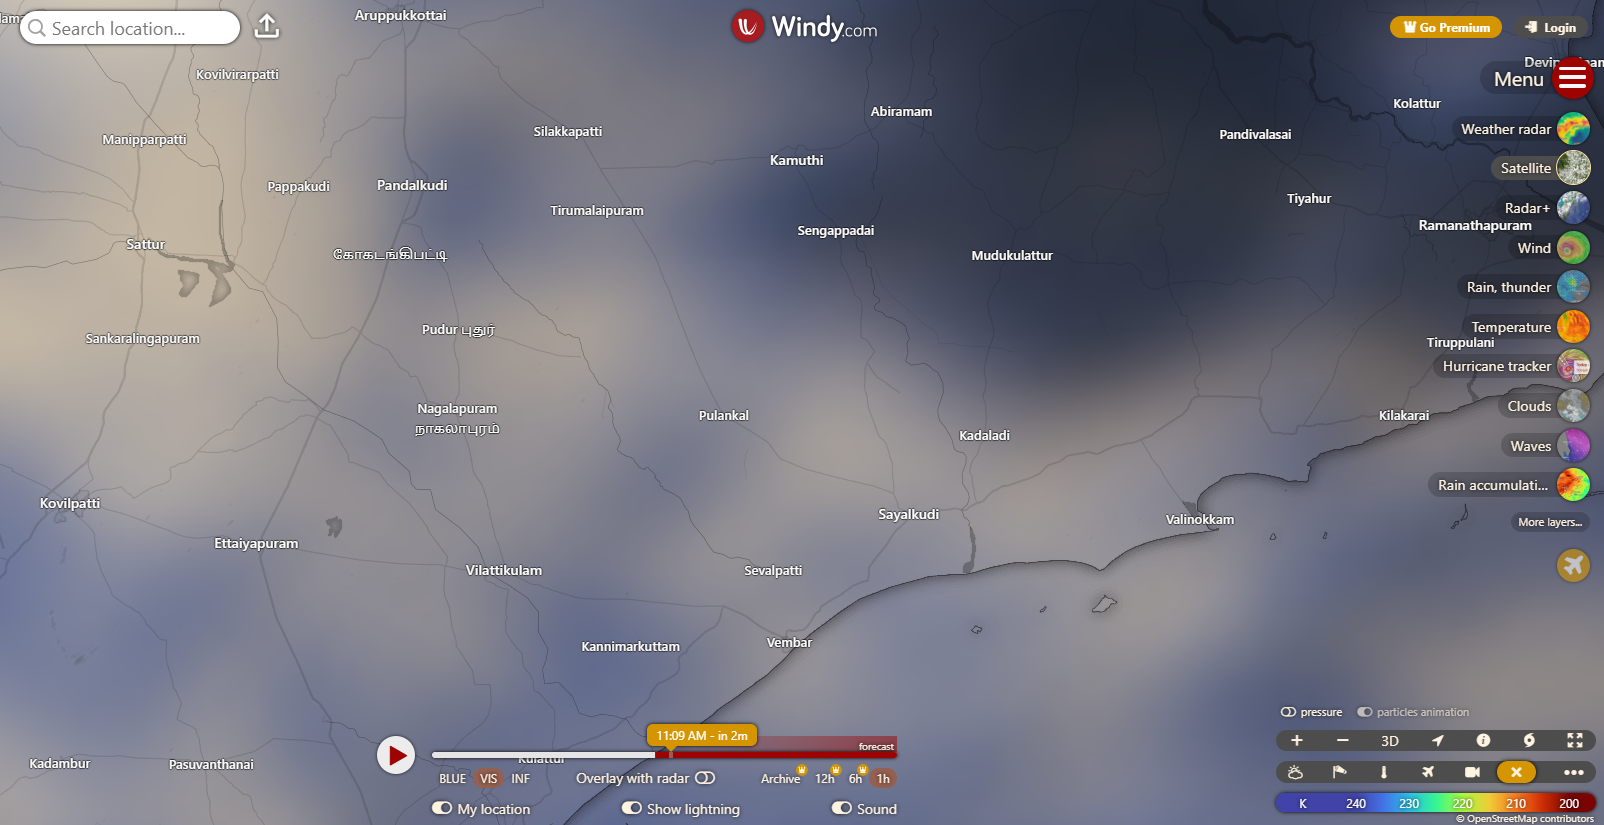 Aruppukkottai
Search location...
Windy.com
Go Premium
Login
Kovilvirarpatti
Menu
Kolattur
Abiramam
Weather radar
Silakkapatti
Pandivalasai
Manipparpatti
Kamuthi
Satellite
Pappakudi
Pandalkudi
Tiyahur
Radar+
Tirumalaipuram
Ramanathapuram
Sengappadai
Sattur
Wind
கோகடங்கிபட்டி
Mudukulattur
Rain, thunder
Pudur புதுர்
Temperature
Sankaralingapuram
Tiruppulani
Hurricane tracker
Nagalapuram
நாகலாபுரம்
Clouds
Pulankal
Kilakarai
Kadaladi
Waves
Rain accumulati...
Kovilpatti
Sayalkudi
Valinokkam
More layers...
Ettaiyapuram
Vilattikulam
Sevalpatti
Kannimarkuttam
Vembar
pressure
particles animation
11:09 AM - in 2m
forecast
3D
Kadambur
Pasuvanthanai
Kulattur
BLUE VIS INF
Overlay with radar
Archive 12h 6h 1h
My location
Show lightning
Sound
K 240 230 220 210 200
© OpenStreetMap contributors